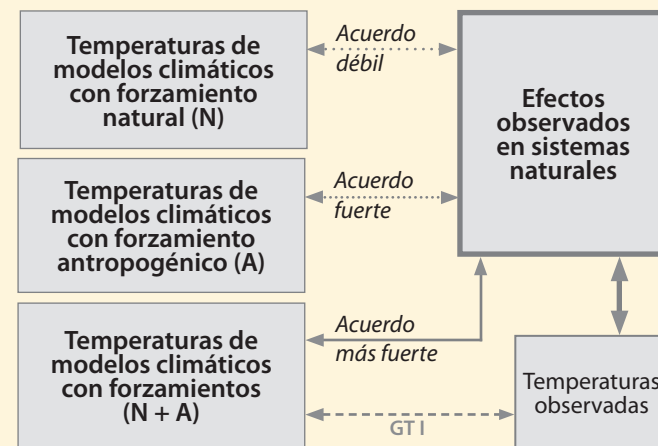 Temperaturas de
modelos climáticos
con forzamiento
natural (N)
Acuerdo
débil
Efectos
observados
en sistemas
naturales
Temperaturas de
modelos climáticos
con forzamiento
antropogénico (A)
Acuerdo
fuerte
Temperaturas de
modelos climáticos
con forzamientos
(N + A)
Acuerdo
más fuerte
Temperaturas
observadas
GT I